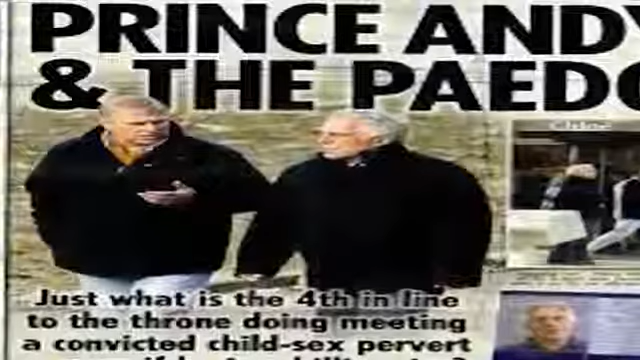 PRINCE ANDY
& THE PAEDO
Just what is the 4th in line
to the throne doing meeting
a convicted child-sex pervert